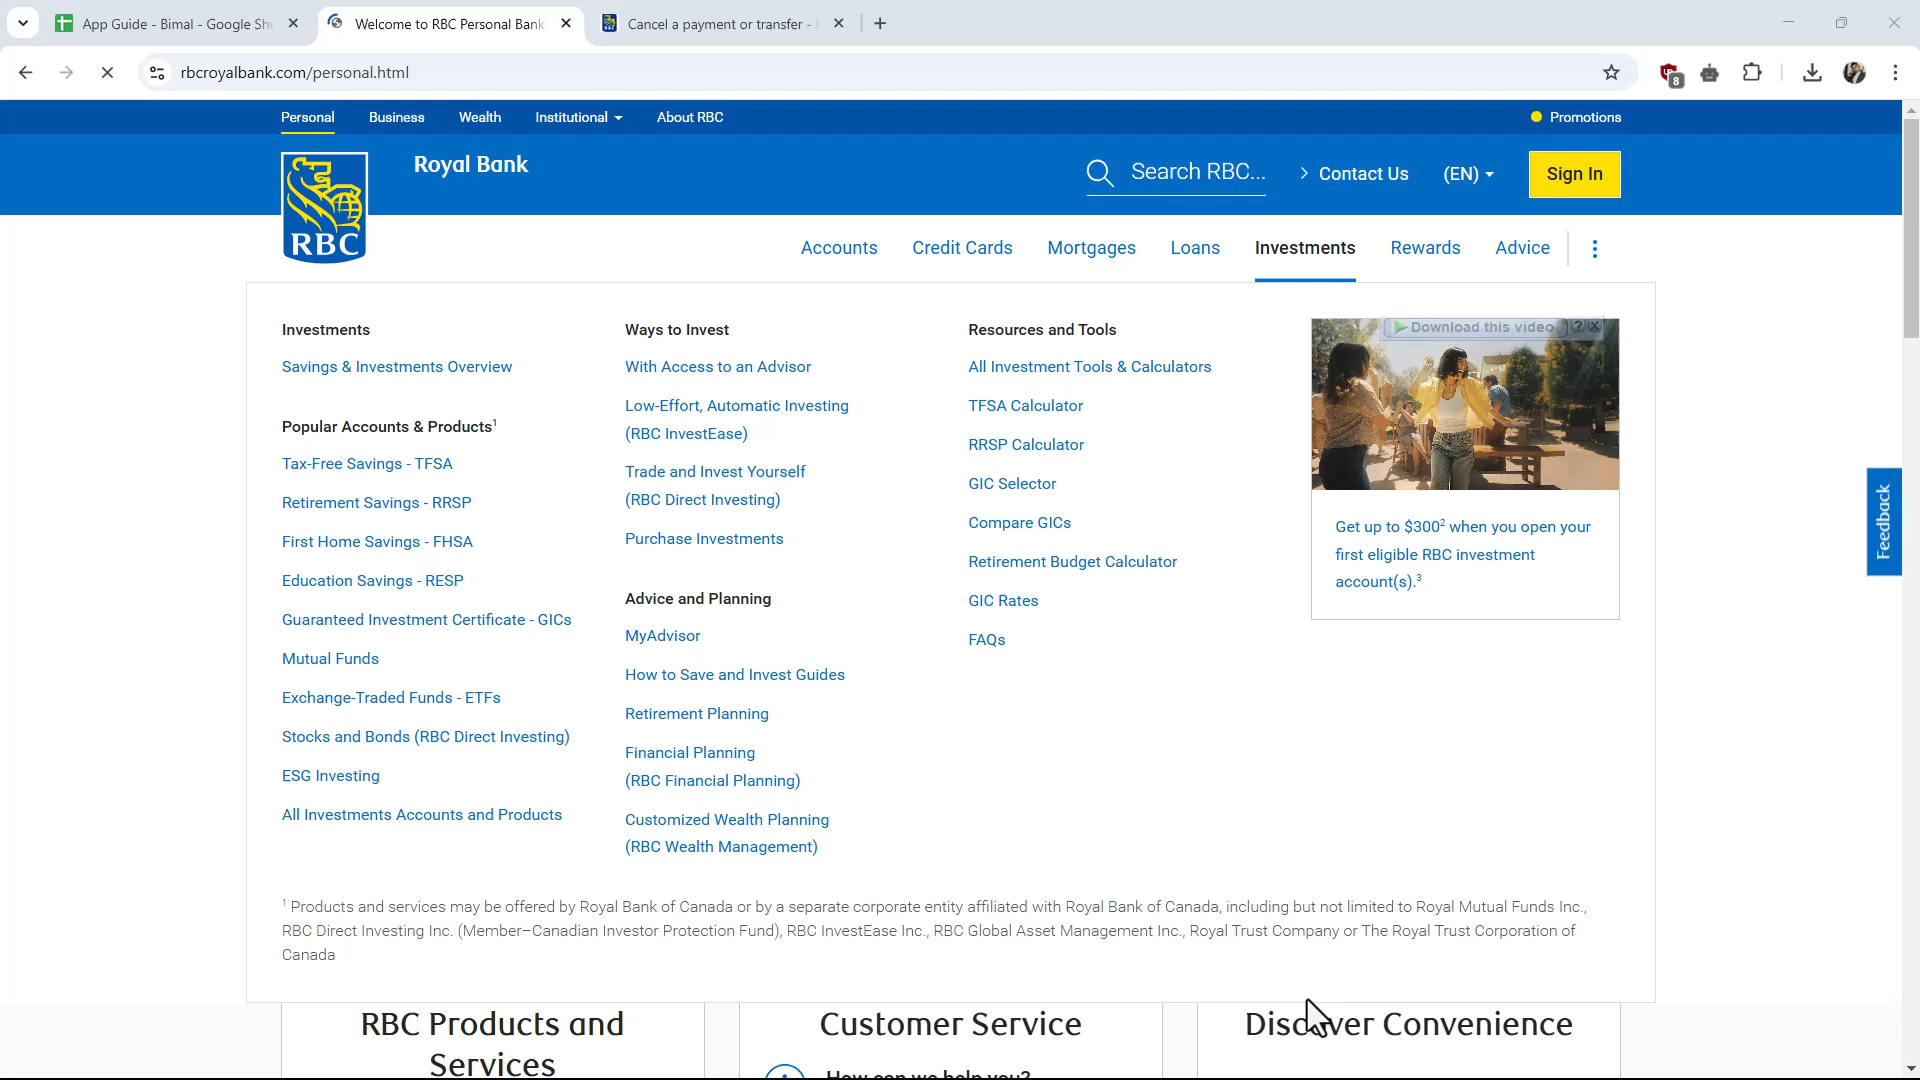 App Guide - Bimal - Google She
Welcome to RBC Personal Bank
Cancel a payment or transfer -
rbcroyalbank.com/personal.html
8
Personal
Business
Wealth
Institutional
About RBC
Promotions
RBC
Royal Bank
Search RBC...
Contact Us
(EN)
Sign In
Accounts
Credit Cards
Mortgages
Loans
Investments
Rewards
Advice
Investments
Savings & Investments Overview
Popular Accounts & Products1
Tax-Free Savings - TFSA
Retirement Savings - RRSP
First Home Savings - FHSA
Education Savings - RESP
Guaranteed Investment Certificate - GICs
Mutual Funds
Exchange-Traded Funds - ETFs
Stocks and Bonds (RBC Direct Investing)
ESG Investing
All Investments Accounts and Products
Ways to Invest
With Access to an Advisor
Low-Effort, Automatic Investing
(RBC InvestEase)
Trade and Invest Yourself
(RBC Direct Investing)
Purchase Investments
Advice and Planning
MyAdvisor
How to Save and Invest Guides
Retirement Planning
Financial Planning
(RBC Financial Planning)
Customized Wealth Planning
(RBC Wealth Management)
Resources and Tools
All Investment Tools & Calculators
TFSA Calculator
RRSP Calculator
GIC Selector
Compare GICs
Retirement Budget Calculator
GIC Rates
FAQs
Download this video ? X
Get up to $3002 when you open your
first eligible RBC investment
account(s).3
Feedback
1 Products and services may be offered by Royal Bank of Canada or by a separate corporate entity affiliated with Royal Bank of Canada, including but not limited to Royal Mutual Funds Inc.,
RBC Direct Investing Inc. (Member–Canadian Investor Protection Fund), RBC InvestEase Inc., RBC Global Asset Management Inc., Royal Trust Company or The Royal Trust Corporation of
Canada
RBC Products and
Services
Customer Service
How can we help you?
Discover Convenience